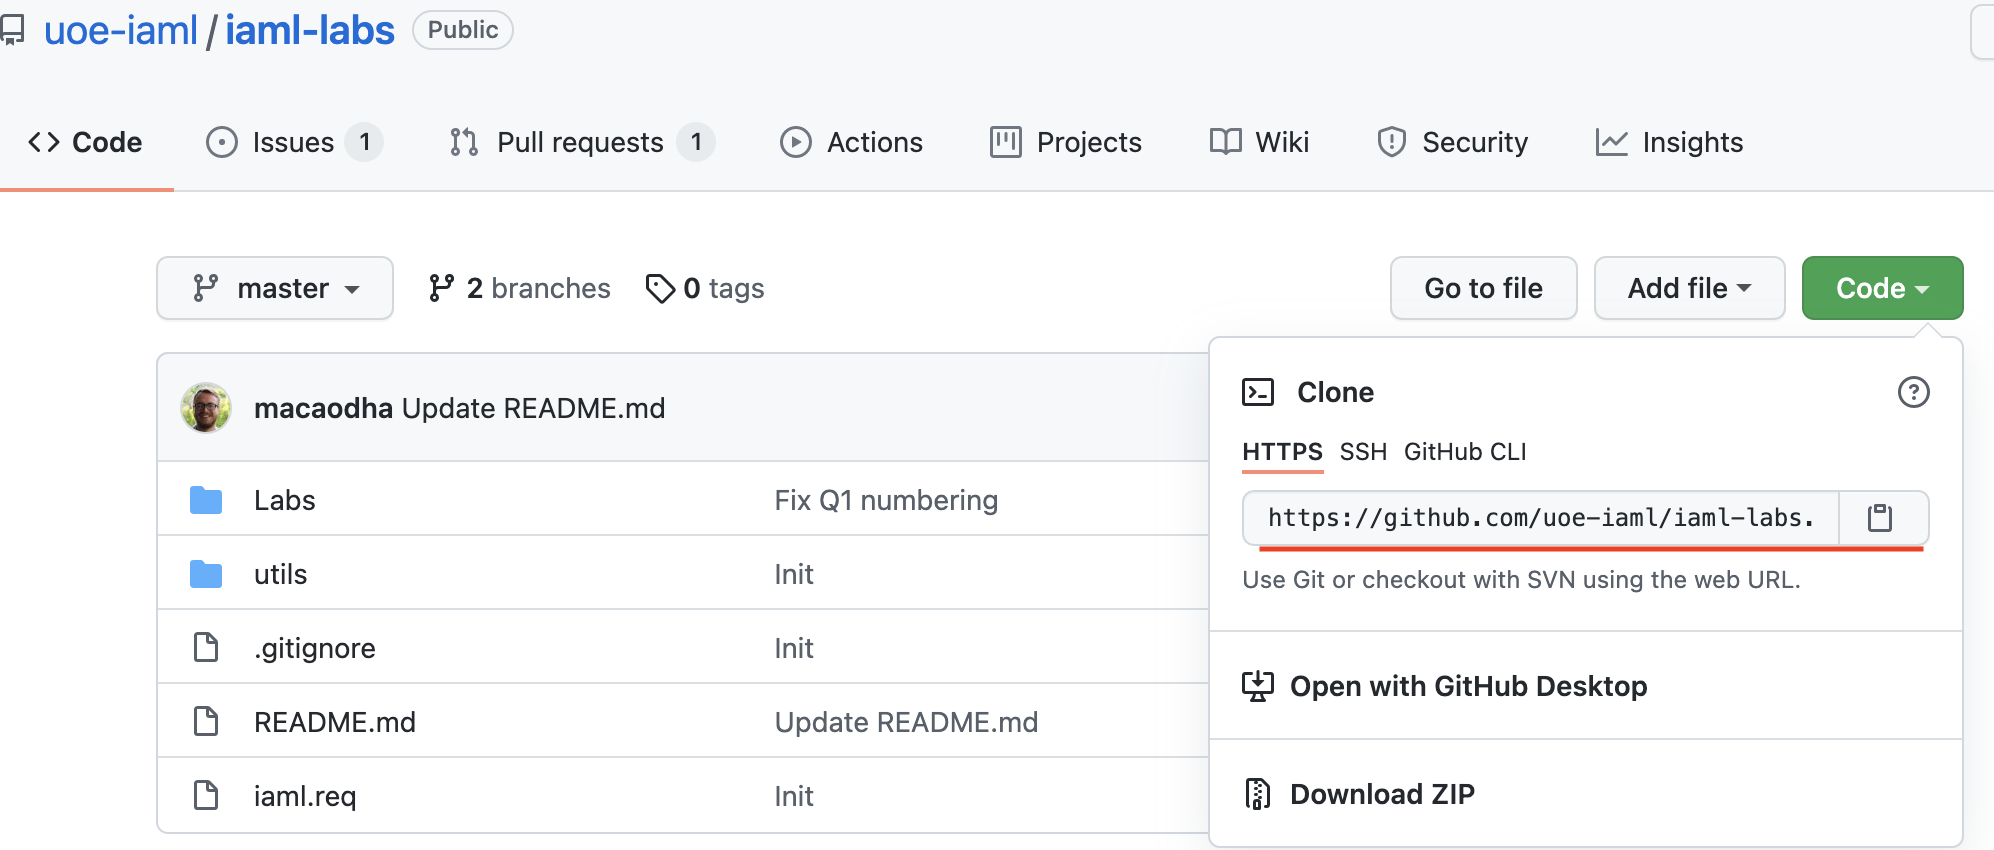 uoe-iaml / iaml-labs Public
Code Issues 1 Pull requests 1 Actions Projects Wiki Security Insights
master 2 branches 0 tags Go to file Add file Code
macaodha Update README.md
Labs Fix Q1 numbering
utils Init
.gitignore Init
README.md Update README.md
iaml.req Init
Clone
HTTPS SSH GitHub CLI
https://github.com/uoe-iaml/iaml-labs.
Use Git or checkout with SVN using the web URL.
Open with GitHub Desktop
Download ZIP